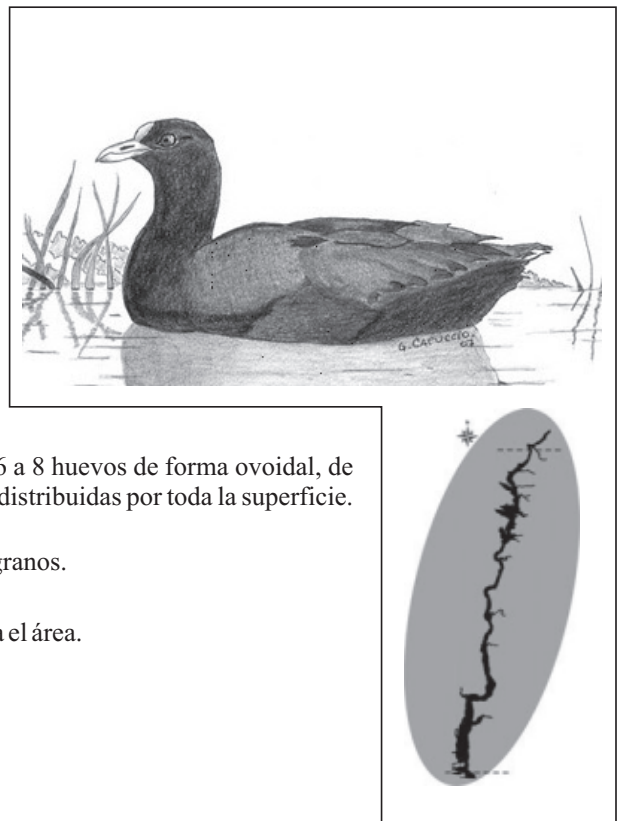 G. CAPUCCIO.
07
6 a 8 huevos de forma ovoidal, de
distribuidas por toda la superficie.
granos.
a el área.